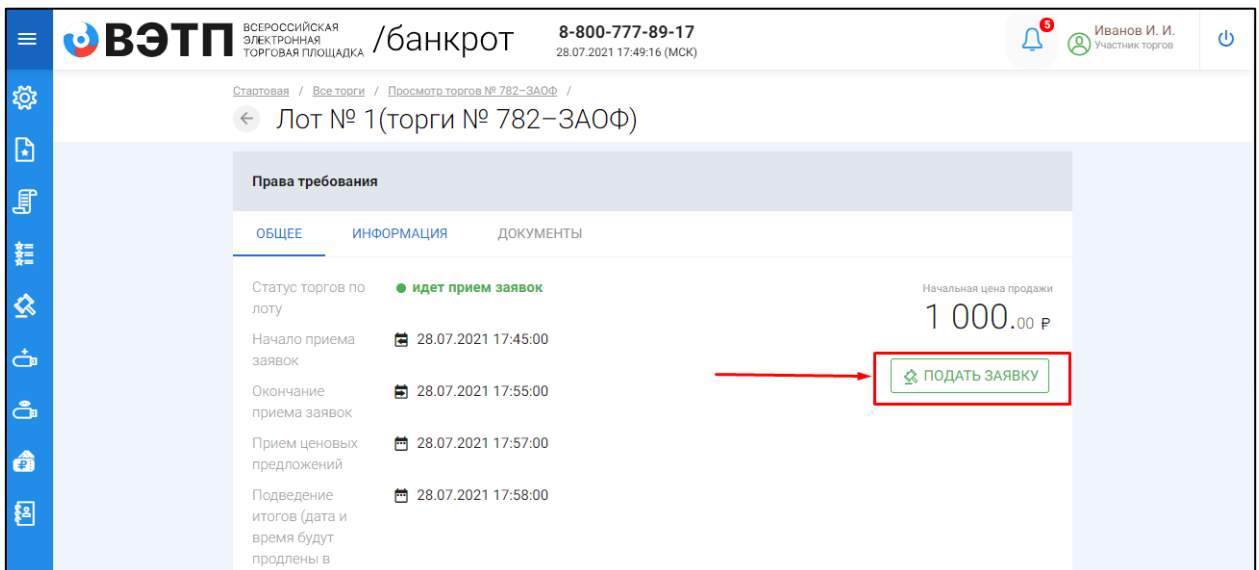 ВЭТП
ВСЕРОССИЙСКАЯ
ЭЛЕКТРОННАЯ
ТОРГОВАЯ ПЛОЩАДКА
/банкрот
8-800-777-89-17
28.07.2021 17:49:16 (МСК)
5
Иванов И. И.
Участник торгов
Стартовая / Все торги / Просмотр торгов № 782–ЗАОФ /
Лот № 1(торги № 782–ЗАОФ)
Права требования
ОБЩЕЕ ИНФОРМАЦИЯ ДОКУМЕНТЫ
Статус торгов по
лоту
идет прием заявок
Начало приема
заявок
28.07.2021 17:45:00
Окончание
приема заявок
28.07.2021 17:55:00
Прием ценовых
предложений
28.07.2021 17:57:00
Подведение
итогов (дата и
время будут
продлены в
28.07.2021 17:58:00
Начальная цена продажи
1 000.00 ₽
ПОДАТЬ ЗАЯВКУ